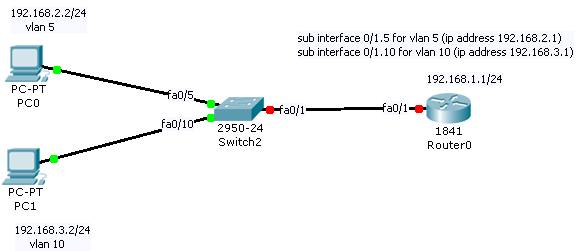 192.168.2.2/24
vlan 5
sub interface 0/1.5 for vlan 5 (ip address 192.168.2.1)
sub interface 0/1.10 for vlan 10 (ip address 192.168.3.1)
192.168.1.1/24
PC-PT
PC0
fa0/5
fa0/10
fa0/1
fa0/1
2950-24
Switch2
1841
Router0
PC-PT
PC1
192.168.3.2/24
vlan 10